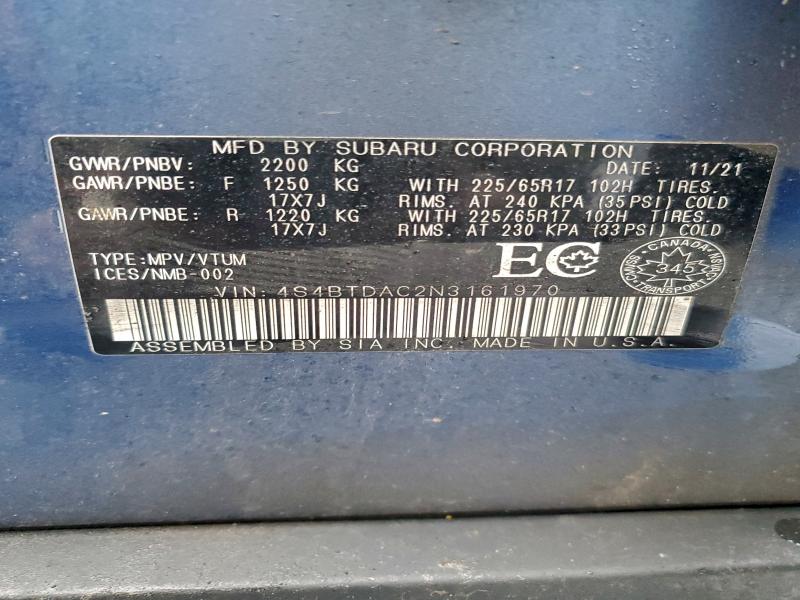 MFD BY SUBARU CORPORATION
GVWR/PNBV: 2200 KG DATE: 11/21
GAWR/PNBE: F 1250 KG WITH 225/65R17 102H TIRES.
17X7J RIMS. AT 240 KPA (35PSI) COLD
GAWR/PNBE: R 1220 KG WITH 225/65R17 102H TIRES.
17X7J RIMS. AT 230 KPA (33PSI) COLD
TYPE:MPV/VTUM
ICES/NMB-002
EC
CANADA
CMVSS 345 NSVAC
TRANSPORT
VIN: 4S4BTDAC2N3161970
ASSEMBLED BY SIA INC. MADE IN U.S.A.